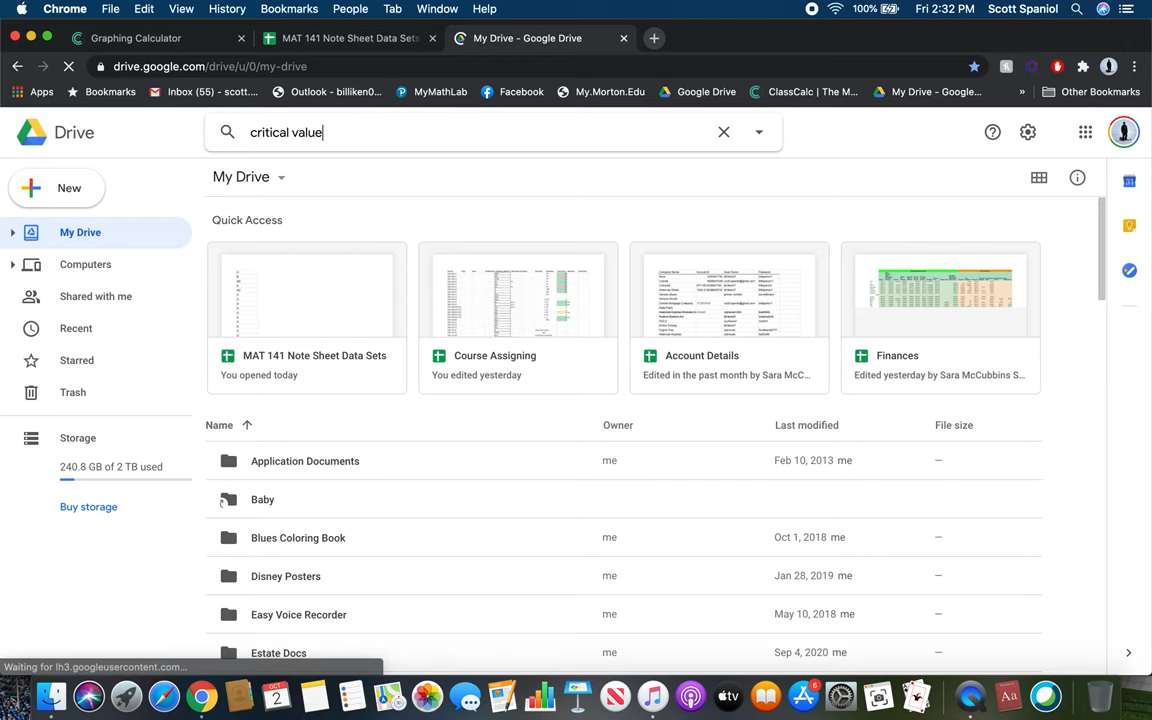 Chrome File Edit View History Bookmarks People Tab Window Help 100% Fri 2:32 PM Scott Spaniol
Graphing Calculator MAT 141 Note Sheet Data Sets My Drive - Google Drive
drive.google.com/drive/u/0/my-drive
Apps Bookmarks Inbox (55) - scott.... Outlook - billiken0... MyMathLab Facebook My.Morton.Edu Google Drive ClassCalc | The M... My Drive - Google... » Other Bookmarks
Drive critical value
New My Drive
Quick Access
My Drive
Computers
Shared with me
Recent
Starred
Trash
Storage
240.8 GB of 2 TB used
Buy storage
MAT 141 Note Sheet Data Sets Course Assigning Account Details Finances
You opened today You edited yesterday Edited in the past month by Sara McC... Edited yesterday by Sara McCubbins S...
Name Owner Last modified File size
Application Documents me Feb 10, 2013 me —
Baby
Blues Coloring Book me Oct 1, 2018 me —
Disney Posters me Jan 28, 2019 me —
Easy Voice Recorder me May 10, 2018 me —
Estate Docs me Sep 4, 2020 me —
Waiting for lh3.googleusercontent.com...